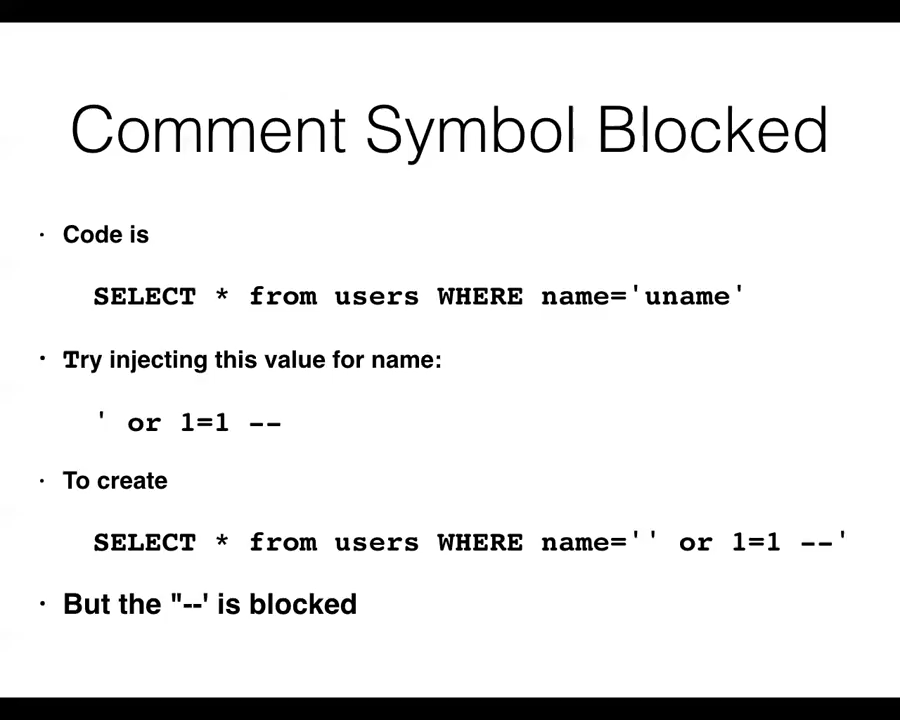 Comment Symbol Blocked
• Code is
SELECT * from users WHERE name='uname'
• Try injecting this value for name:
' or 1=1 --
• To create
SELECT * from users WHERE name='' or 1=1 --'
• But the "--' is blocked